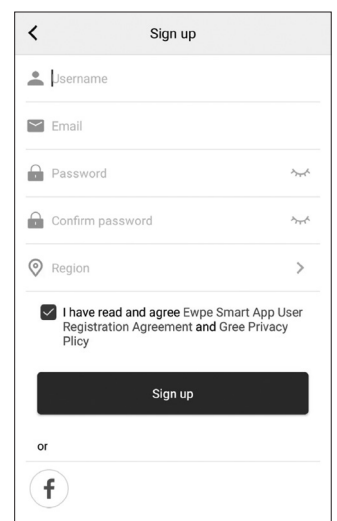 Sign up
Username
Email
Password
Confirm password
Region
I have read and agree Ewpe Smart App User
Registration Agreement and Gree Privacy
Plicy
Sign up
or
f